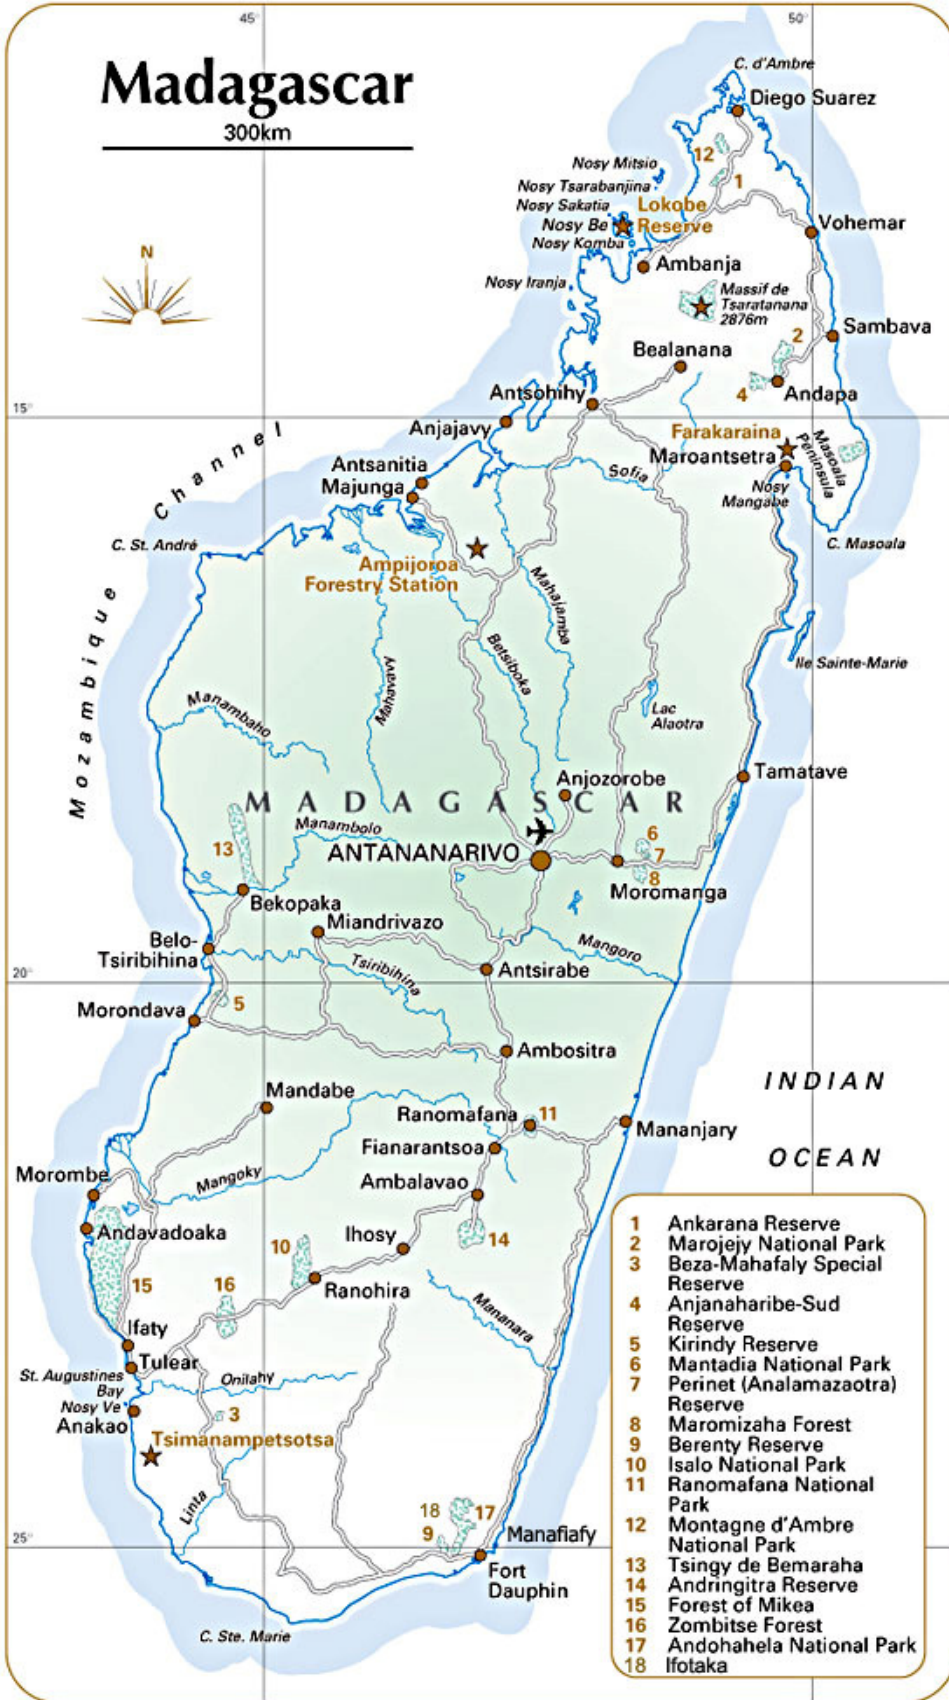 45°
50°
Madagascar
300km
N
C. d'Ambre
Diego Suarez
12
1
Nosy Mitsio
Nosy Tsarabanjina
Nosy Sakatia
Nosy Be
Nosy Komba
Lokobe
Reserve
Vohemar
Ambanja
Nosy Iranja
Massif de
Tsaratanana
2876m
Sambava
2
Bealanana
4
Andapa
Antsohihy
15°
Anjajavy
Farakaraina
Maroantsetra
Masoala
Peninsula
Nosy
Mangabe
C. Masoala
Antsanitia
Majunga
Sofia
Mozambique Channel
C. St. André
Ampijoroa
Forestry Station
Mahajamba
Betsiboka
Mahavavy
Ile Sainte-Marie
Manambaho
Lac
Alaotra
Tamatave
Anjozorobe
MADAGASCAR
13
Manambolo
ANTANANARIVO
6
7
8
Moromanga
Bekopaka
Miandrivazo
Belo-
Tsiribihina
Tsiribihina
Mangoro
Antsirabe
20°
5
Morondava
Ambositra
INDIAN
OCEAN
Mandabe
Ranomafana
11
Mananjary
Fianarantsoa
Morombe
Mangoky
Ambalavao
Andavadoaka
Ihosy
14
10
Ranohira
15
16
Mananara
Ifaty
Tulear
St. Augustines
Bay
Nosy Ve
Anakao
Onilahy
3
Tsimanampetsotsa
Linta
18
17
9
Manafiafy
25°
Fort
Dauphin
C. Ste. Marie
1 Ankarana Reserve
2 Marojejy National Park
3 Beza-Mahafaly Special
Reserve
4 Anjanaharibe-Sud
Reserve
5 Kirindy Reserve
6 Mantadia National Park
7 Perinet (Analamazaotra)
Reserve
8 Maromizaha Forest
9 Berenty Reserve
10 Isalo National Park
11 Ranomafana National
Park
12 Montagne d'Ambre
National Park
13 Tsingy de Bemaraha
14 Andringitra Reserve
15 Forest of Mikea
16 Zombitse Forest
17 Andohahela National Park
18 Ifotaka